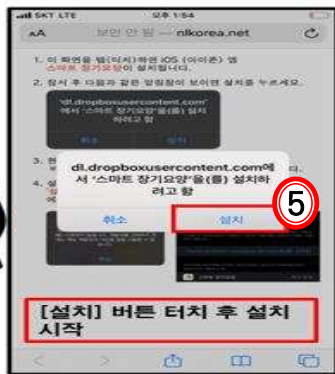 SKT LTE 오후 1:54
AA 보안 안 됨 — nlkorea.net
1. 이 화면을 탭(터치)하면 iOS (아이폰) 앱
스마트 장기요양이 설치됩니다.
2. 잠시 후 다음과 같은 알림창이 보이면 설치를 누르세요.
'dl.dropboxusercontent.com'
에서 "스마트 장기요양"을(를) 설치
하려고 함
취소 설치
dl.dropboxusercontent.com에
서 '스마트 장기요양'을(를) 설치하
려고 함
취소 설치
⑤
[설치] 버튼 터치 후 설치
시작